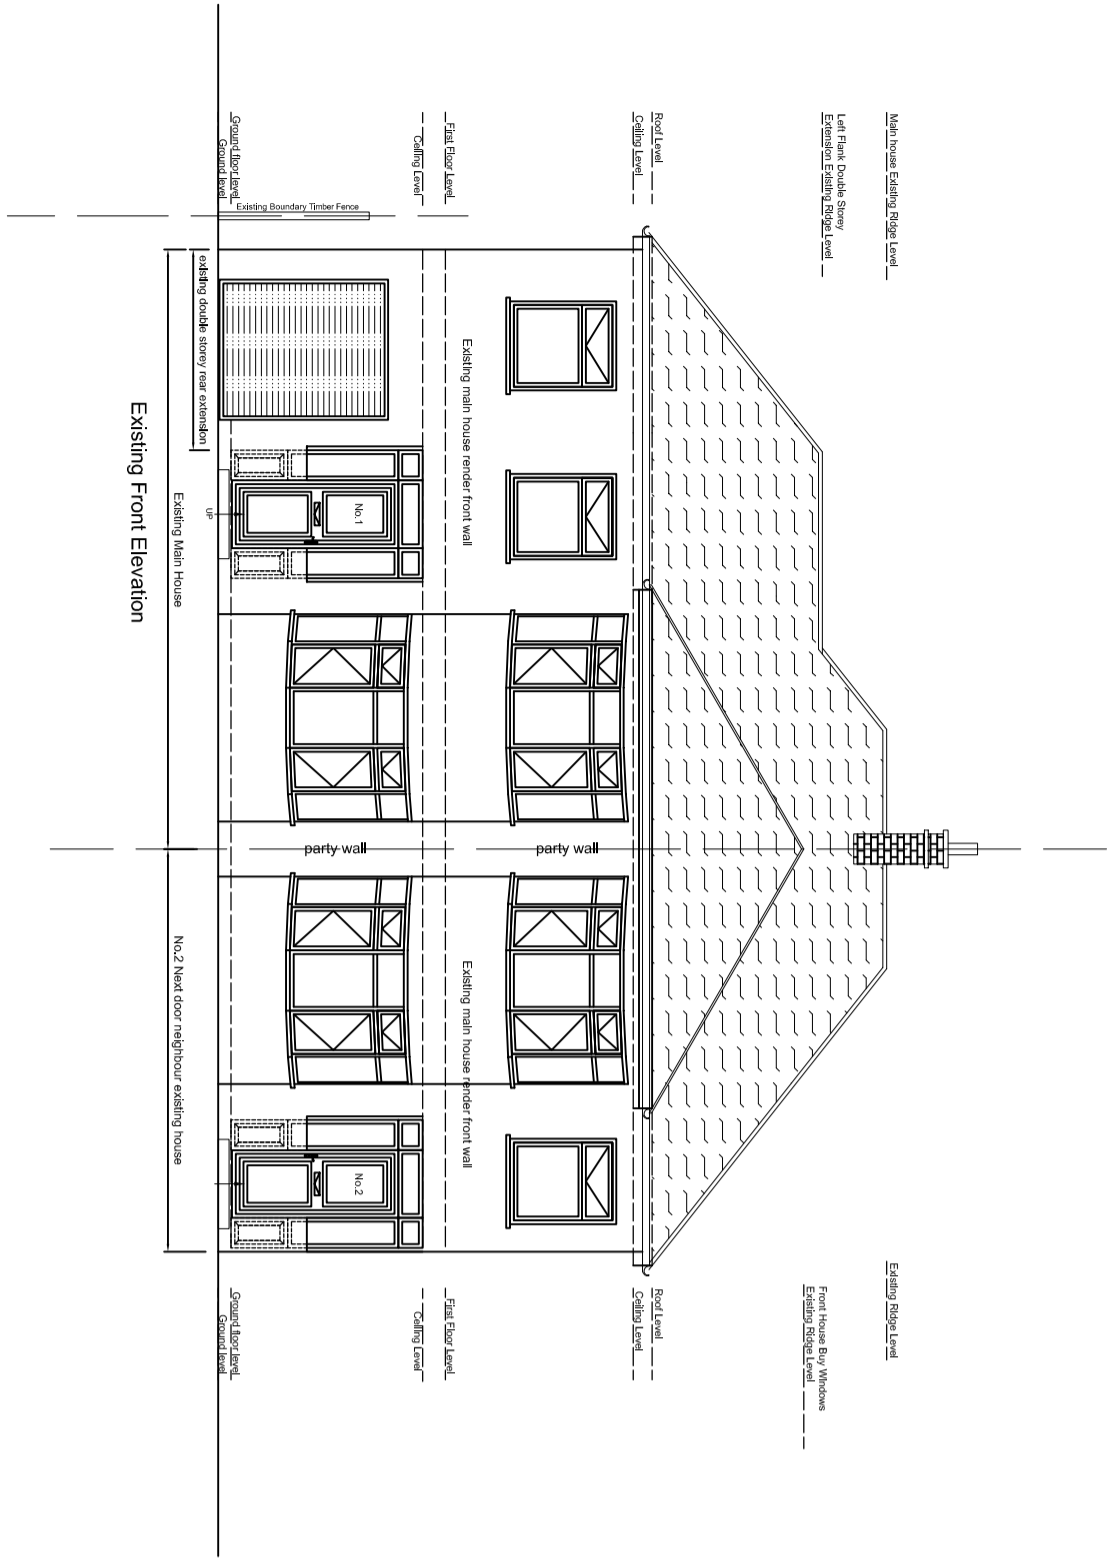 Main house Existing Ridge Level
Left Flank Double Storey
Extension Existing Ridge Level
Roof Level
Ceiling Level
First Floor Level
Ceiling Level
Ground floor level
Ground level
Existing Boundary Timber Fence
Existing Ridge Level
Front House Buy Windows
Existing Ridge Level
Roof Level
Ceiling Level
First Floor Level
Ceiling Level
Ground floor level
Ground level
Existing main house render front wall
Existing main house render front wall
party wall
party wall
No.1
No.2
UP
existing double storey rear extension
Existing Main House
No.2 Next door neighbour existing house
Existing Front Elevation